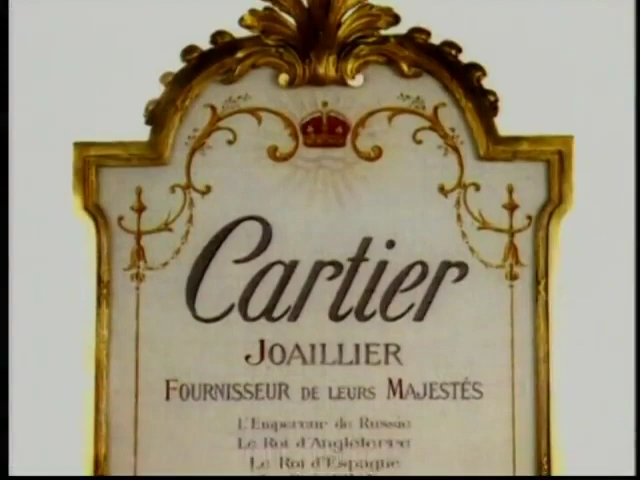 Cartier
JOAILLIER
FOURNISSEUR DE LEURS MAJESTÉS
L'Empereur de Russie
Le Roi d'Angleterre
Le Roi d'Espagne